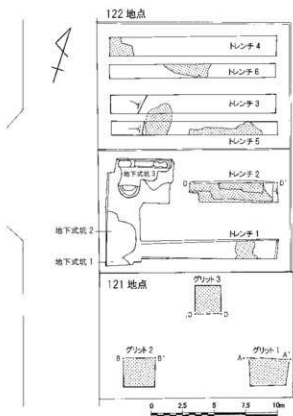 122 地点
トレンチ 4
トレンチ 6
トレンチ 3
トレンチ 5
地下式坑 3
トレンチ 2
D D'
地下式坑 2
トレンチ 1
地下式坑 1
121 地点
グリット 3
グリット 2
グリット 1
B B'
A A'
0 2.5 5 7.5 10m